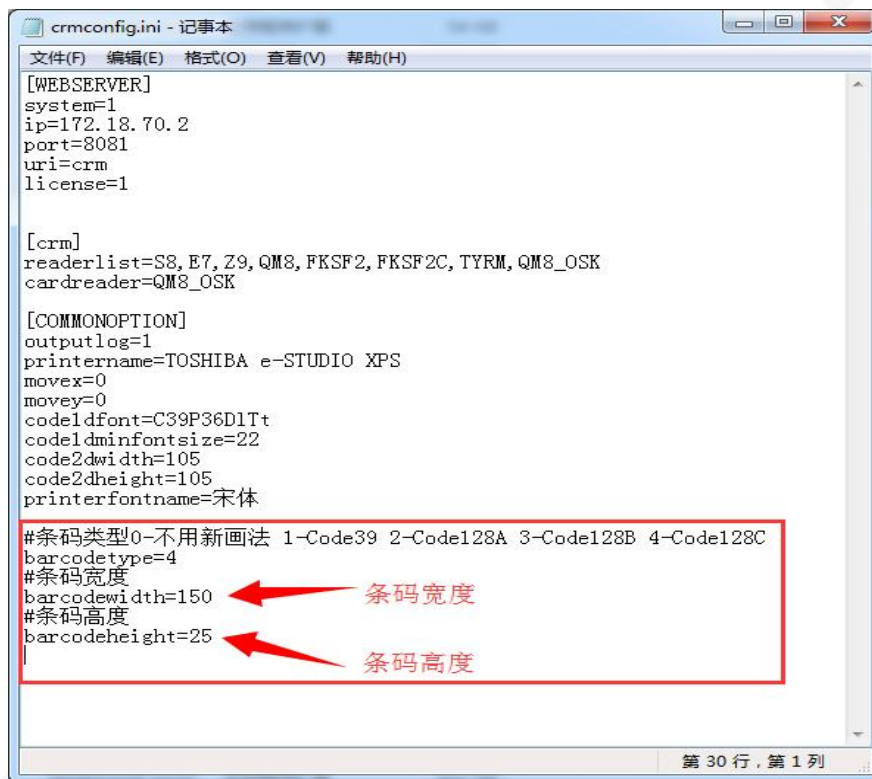 crmconfig.ini - 记事本
文件(F) 编辑(E) 格式(O) 查看(V) 帮助(H)
[WEBSERVER]
system=1
ip=172.18.70.2
port=8081
uri=crm
license=1
[crm]
readerlist=S8,E7,Z9,QM8,FKSF2,FKSF2C,TYRM,QM8_OSK
cardreader=QM8_OSK
[COMMONOPTION]
outputlog=1
printername=TOSHIBA e-STUDIO XPS
movex=0
movey=0
code1dfont=C39P36DlTt
code1dminfontsize=22
code2dwidth=105
code2dheight=105
printerfontname=宋体
#条码类型0-不用新画法 1-Code39 2-Code128A 3-Code128B 4-Code128C
barcodetype=4
#条码宽度
barcodewidth=150 条码宽度
#条码高度
barcodeheight=25
条码高度
第 30 行，第 1 列